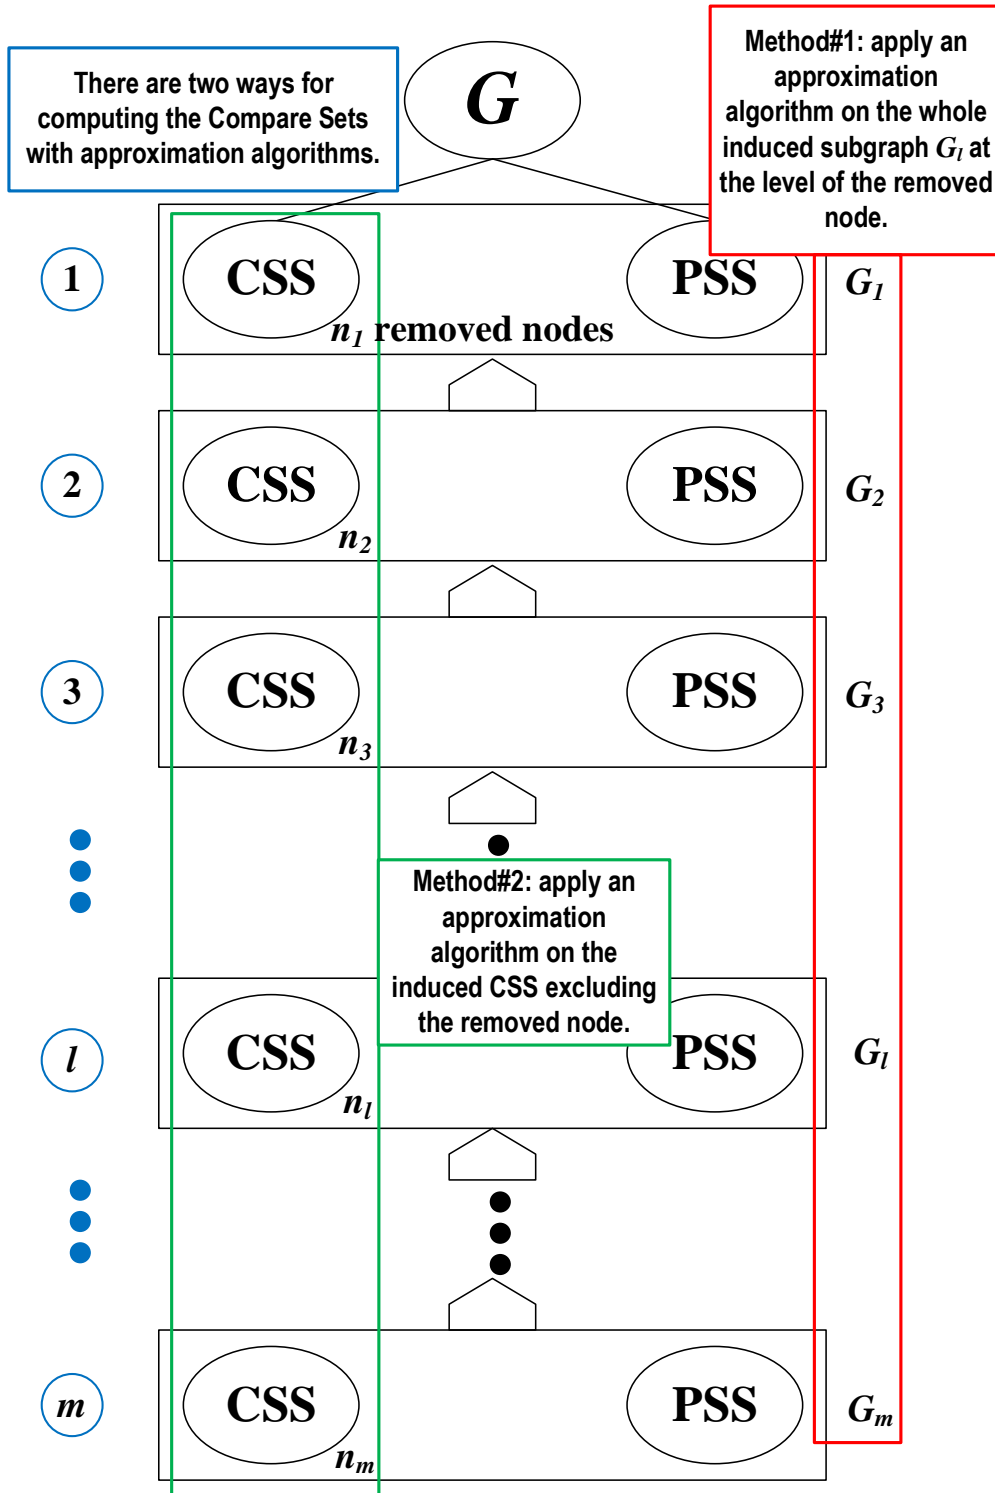 There are two ways for
computing the Compare Sets
with approximation algorithms.
G
Method#1: apply an
approximation
algorithm on the whole
induced subgraph Gl at
the level of the removed
node.
1
CSS
PSS
G1
n1 removed nodes
2
CSS
PSS
G2
n2
3
CSS
PSS
G3
n3
Method#2: apply an
approximation
algorithm on the
induced CSS excluding
the removed node.
l
CSS
PSS
Gl
nl
m
CSS
PSS
Gm
nm